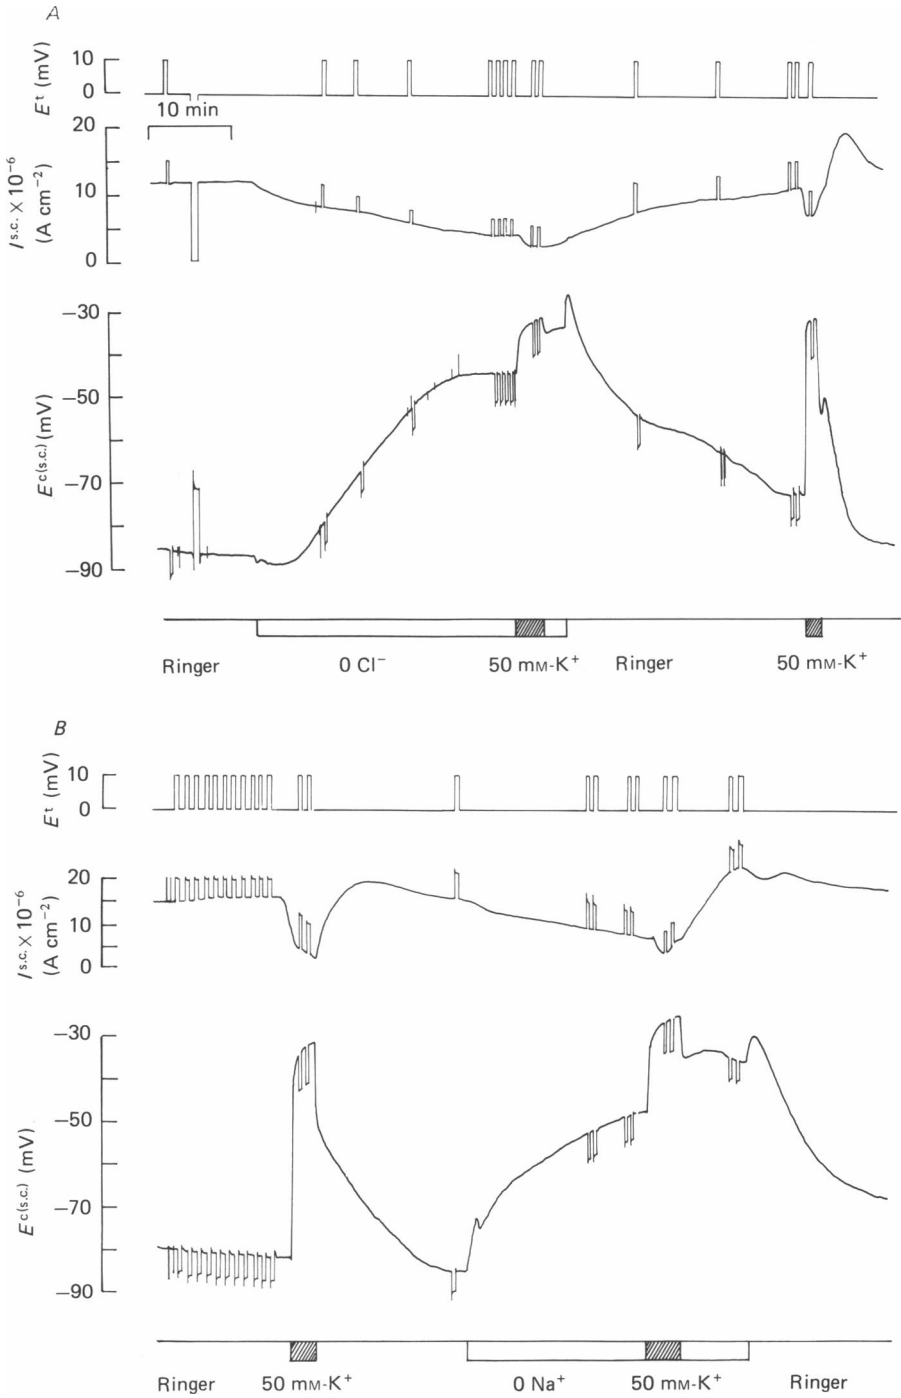 A
10
0
E^t (mV)
10 min
20
10
0
I^s.c. × 10⁻⁶
(A cm⁻²)
−30
−50
−70
−90
E^c(s.c.) (mV)
Ringer 0 Cl⁻ 50 mM-K⁺ Ringer 50 mM-K⁺
B
10
0
E^t (mV)
20
10
0
I^s.c. × 10⁻⁶
(A cm⁻²)
−30
−50
−70
−90
E^c(s.c.) (mV)
Ringer 50 mM-K⁺ 0 Na⁺ 50 mM-K⁺ Ringer